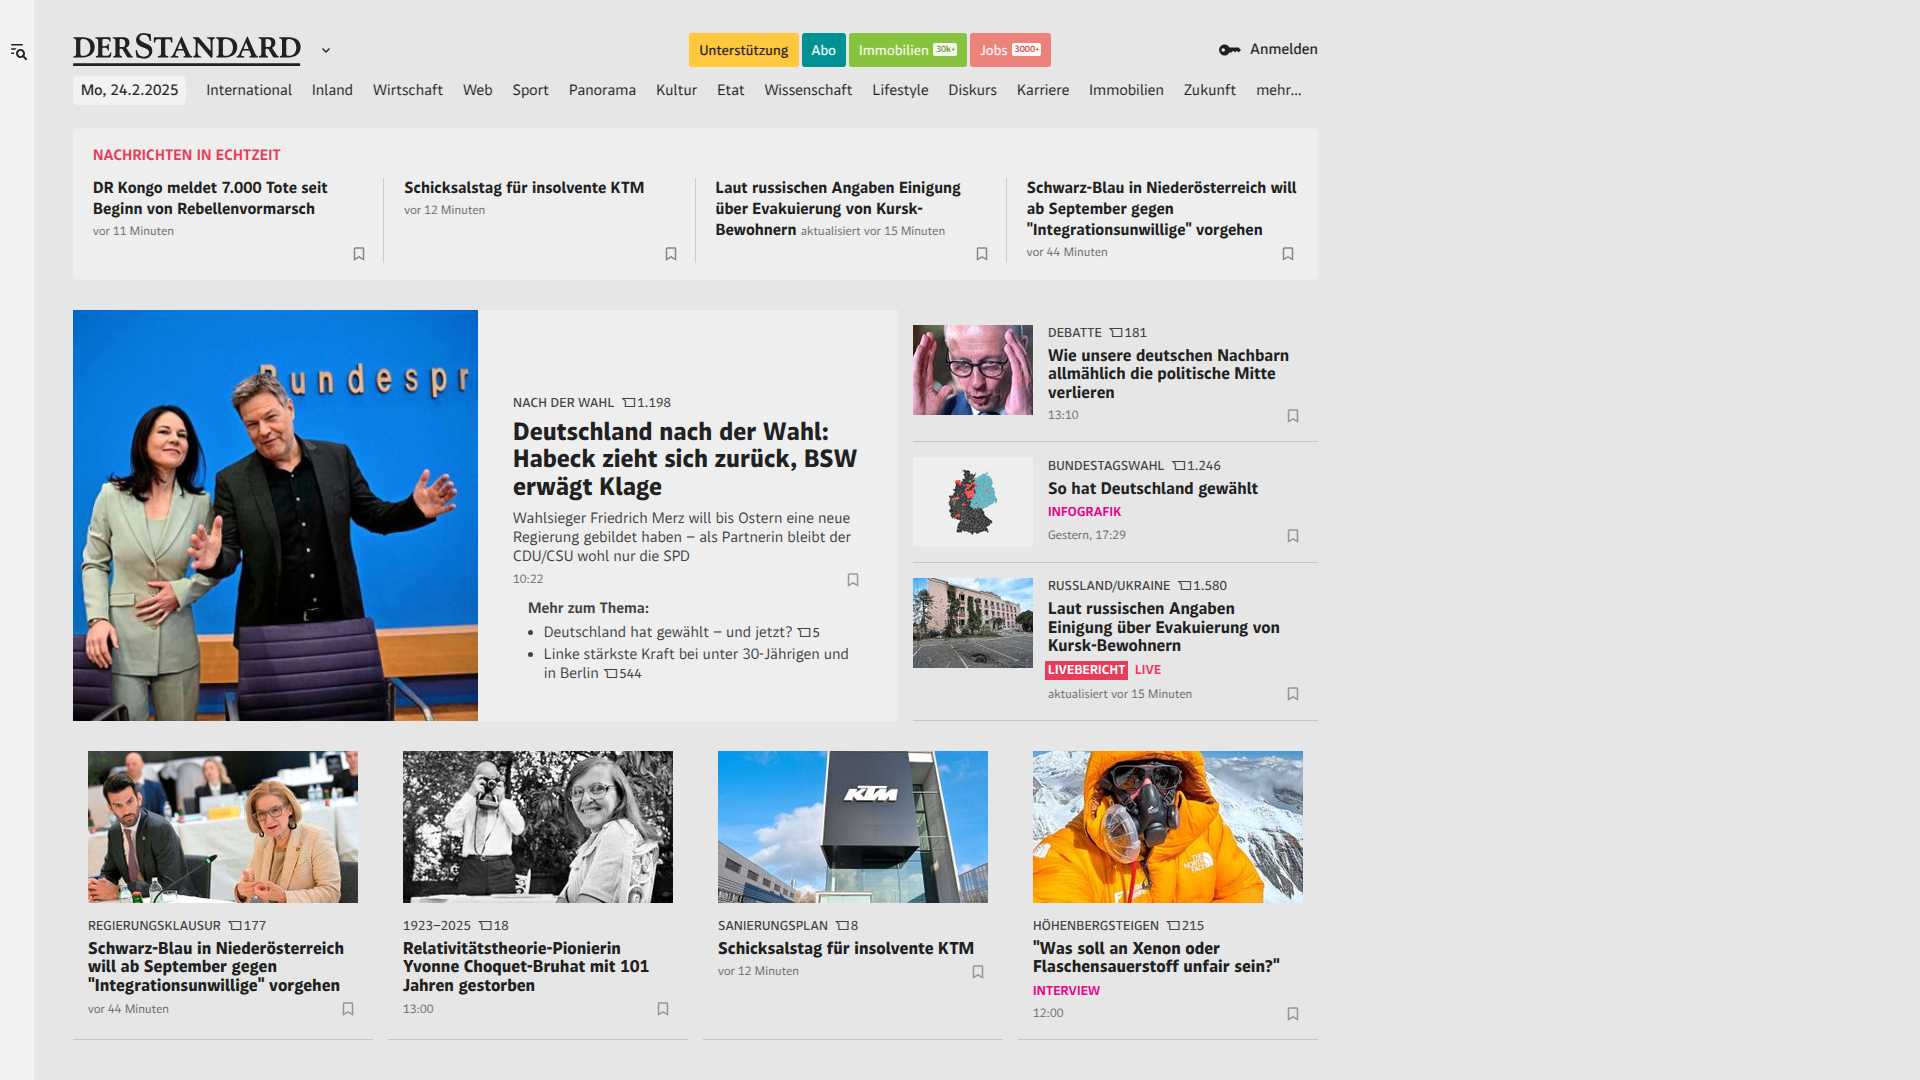 DERSTANDARD
Unterstützung
Abo
Immobilien 30k+
Jobs 3000+
Anmelden
Mo, 24.2.2025
International
Inland
Wirtschaft
Web
Sport
Panorama
Kultur
Etat
Wissenschaft
Lifestyle
Diskurs
Karriere
Immobilien
Zukunft
mehr...
NACHRICHTEN IN ECHTZEIT
DR Kongo meldet 7.000 Tote seit
Beginn von Rebellenvormarsch
vor 11 Minuten
Schicksalstag für insolvente KTM
vor 12 Minuten
Laut russischen Angaben Einigung
über Evakuierung von Kursk-
Bewohnern aktualisiert vor 15 Minuten
Schwarz-Blau in Niederösterreich will
ab September gegen
"Integrationsunwillige" vorgehen
vor 44 Minuten
Bundespr
NACH DER WAHL 1.198
Deutschland nach der Wahl:
Habeck zieht sich zurück, BSW
erwägt Klage
Wahlsieger Friedrich Merz will bis Ostern eine neue
Regierung gebildet haben – als Partnerin bleibt der
CDU/CSU wohl nur die SPD
10:22
Mehr zum Thema:
• Deutschland hat gewählt – und jetzt? 5
• Linke stärkste Kraft bei unter 30-Jährigen und
in Berlin 544
DEBATTE 181
Wie unsere deutschen Nachbarn
allmählich die politische Mitte
verlieren
13:10
BUNDESTAGSWAHL 1.246
So hat Deutschland gewählt
INFOGRAFIK
Gestern, 17:29
RUSSLAND/UKRAINE 1.580
Laut russischen Angaben
Einigung über Evakuierung von
Kursk-Bewohnern
LIVEBERICHT LIVE
aktualisiert vor 15 Minuten
REGIERUNGSKLAUSUR 177
Schwarz-Blau in Niederösterreich
will ab September gegen
"Integrationsunwillige" vorgehen
vor 44 Minuten
1923–2025 18
Relativitätstheorie-Pionierin
Yvonne Choquet-Bruhat mit 101
Jahren gestorben
13:00
KTM
SANIERUNGSPLAN 8
Schicksalstag für insolvente KTM
vor 12 Minuten
THE NORTH FACE
HÖHENBERGSTEIGEN 215
"Was soll an Xenon oder
Flaschensauerstoff unfair sein?"
INTERVIEW
12:00